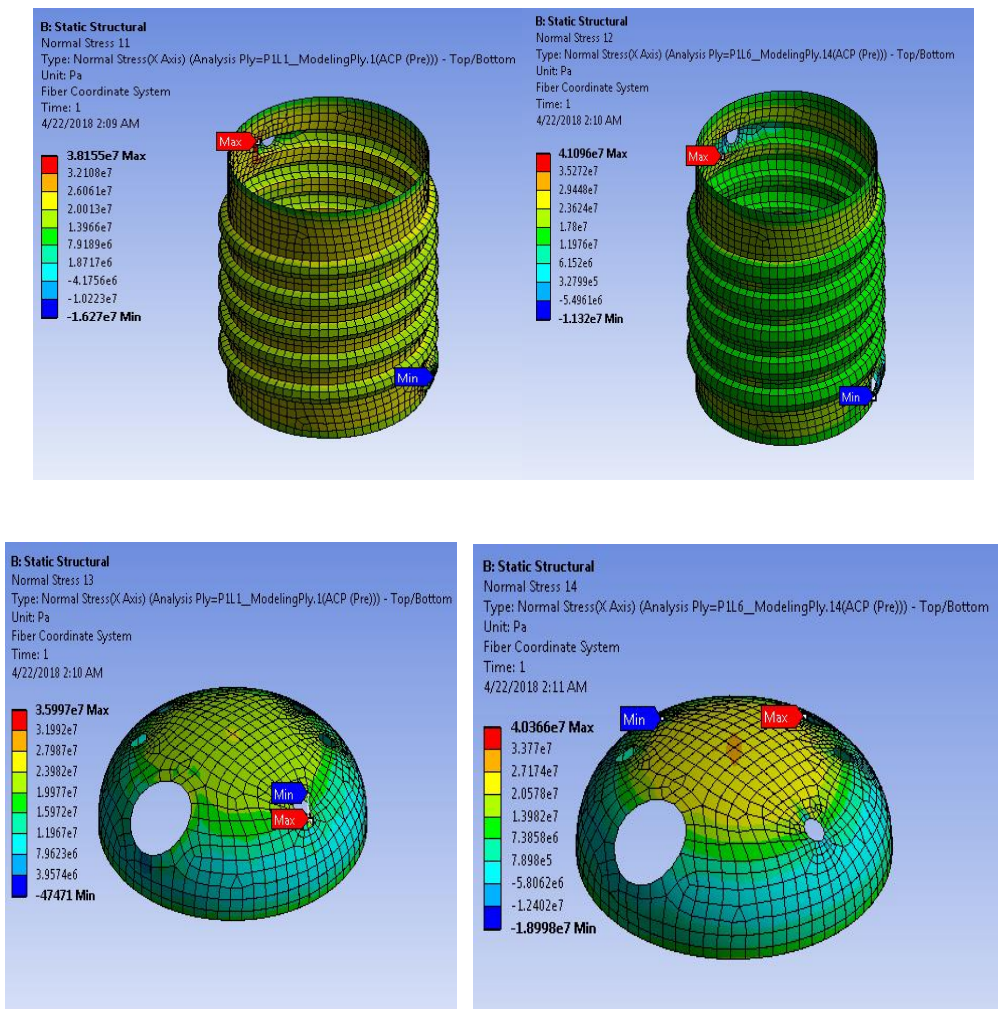 B: Static Structural
Normal Stress 11
Type: Normal Stress(X Axis) (Analysis Ply=P1L1__ModelingPly.1(ACP (Pre))) - Top/Bottom
Unit: Pa
Fiber Coordinate System
Time: 1
4/22/2018 2:09 AM
3.8155e7 Max
3.2108e7
2.6061e7
2.0013e7
1.3966e7
7.9189e6
1.8717e6
-4.1756e6
-1.0223e7
-1.627e7 Min
Max
Min
B: Static Structural
Normal Stress 12
Type: Normal Stress(X Axis) (Analysis Ply=P1L6__ModelingPly.14(ACP (Pre))) - Top/Bottom
Unit: Pa
Fiber Coordinate System
Time: 1
4/22/2018 2:10 AM
4.1096e7 Max
3.5272e7
2.9448e7
2.3624e7
1.78e7
1.1976e7
6.152e6
3.2799e5
-5.4961e6
-1.132e7 Min
Max
Min
B: Static Structural
Normal Stress 13
Type: Normal Stress(X Axis) (Analysis Ply=P1L1__ModelingPly.1(ACP (Pre))) - Top/Bottom
Unit: Pa
Fiber Coordinate System
Time: 1
4/22/2018 2:10 AM
3.5997e7 Max
3.1992e7
2.7987e7
2.3982e7
1.9977e7
1.5972e7
1.1967e7
7.9623e6
3.9574e6
-47471 Min
Min
Max
B: Static Structural
Normal Stress 14
Type: Normal Stress(X Axis) (Analysis Ply=P1L6__ModelingPly.14(ACP (Pre))) - Top/Bottom
Unit: Pa
Fiber Coordinate System
Time: 1
4/22/2018 2:11 AM
4.0366e7 Max
3.377e7
2.7174e7
2.0578e7
1.3982e7
7.3858e6
7.898e5
-5.8062e6
-1.2402e7
-1.8998e7 Min
Min
Max